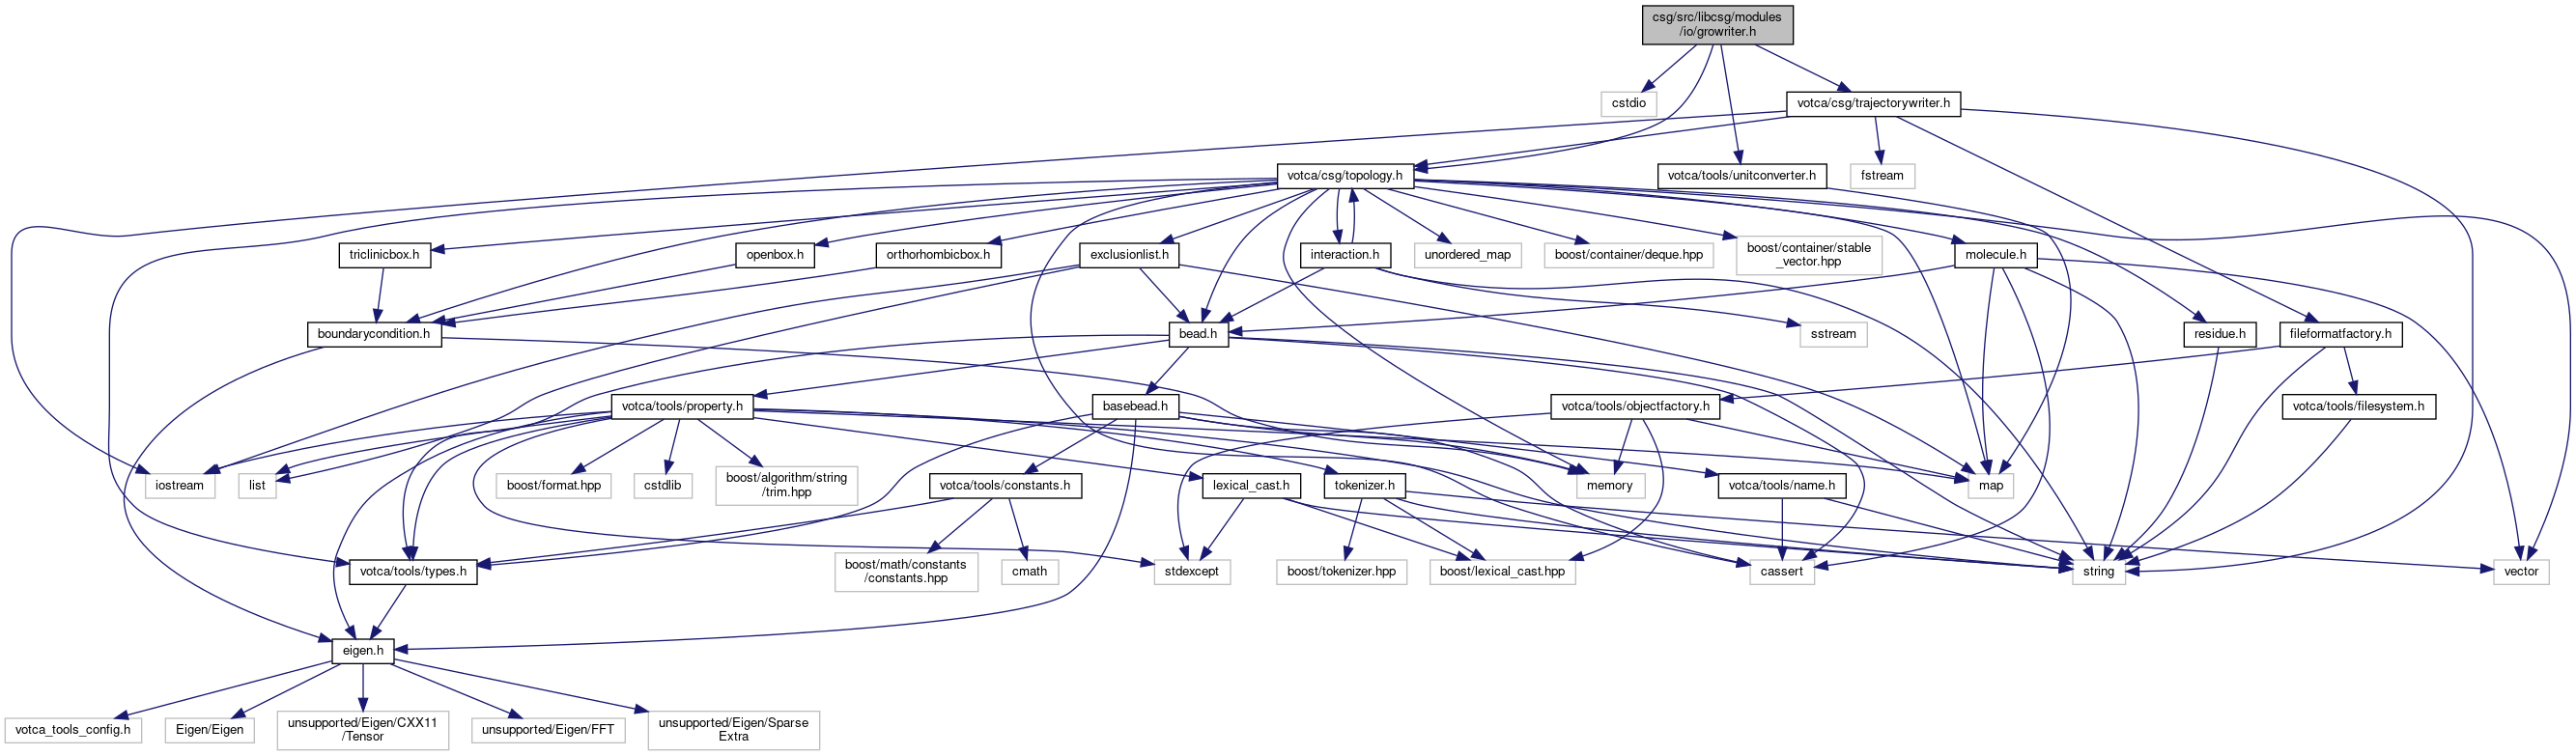 csg/src/libcsg/modules
/io/growriter.h
cstdio
votca/csg/trajectorywriter.h
votca/csg/topology.h
votca/tools/unitconverter.h
fstream
triclinicbox.h
openbox.h
orthorhombicbox.h
exclusionlist.h
interaction.h
unordered_map
boost/container/deque.hpp
boost/container/stable
_vector.hpp
molecule.h
boundarycondition.h
bead.h
sstream
residue.h
fileformatfactory.h
votca/tools/property.h
basebead.h
votca/tools/objectfactory.h
votca/tools/filesystem.h
iostream
list
boost/format.hpp
cstdlib
boost/algorithm/string
/trim.hpp
votca/tools/constants.h
lexical_cast.h
tokenizer.h
memory
votca/tools/name.h
map
votca/tools/types.h
boost/math/constants
/constants.hpp
cmath
stdexcept
boost/tokenizer.hpp
boost/lexical_cast.hpp
cassert
string
vector
eigen.h
votca_tools_config.h
Eigen/Eigen
unsupported/Eigen/CXX11
/Tensor
unsupported/Eigen/FFT
unsupported/Eigen/Sparse
Extra